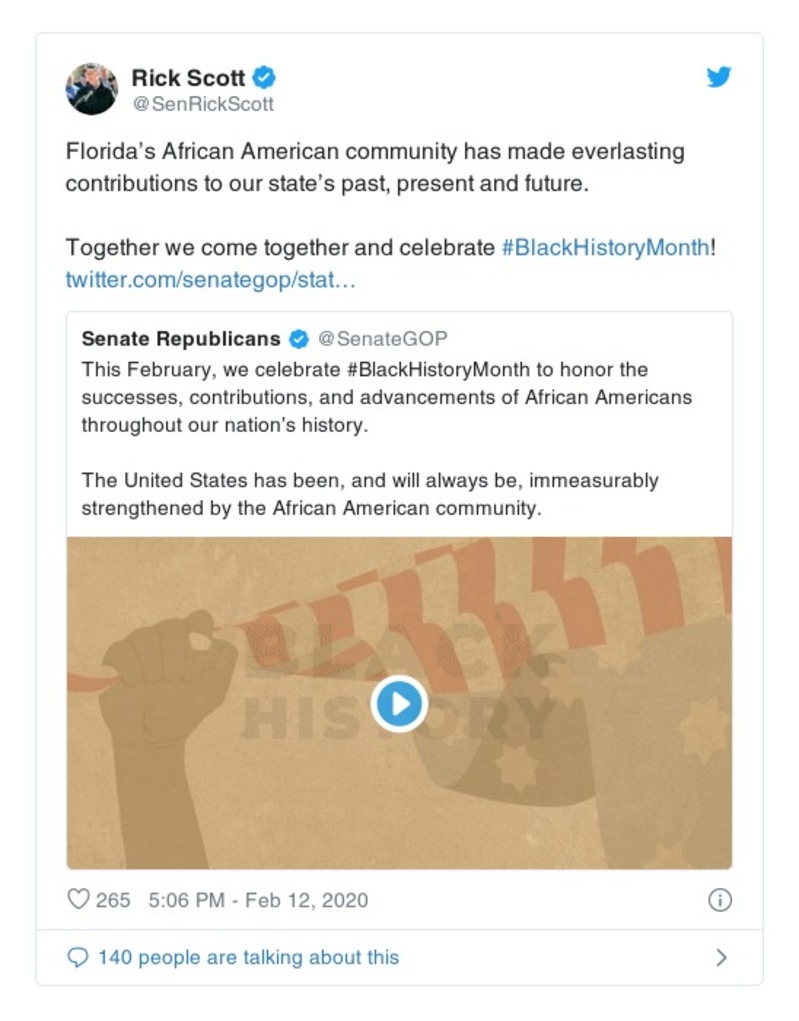 Rick Scott
@SenRickScott
Florida’s African American community has made everlasting
contributions to our state’s past, present and future.
Together we come together and celebrate #BlackHistoryMonth!
twitter.com/senategop/stat…
Senate Republicans @SenateGOP
This February, we celebrate #BlackHistoryMonth to honor the
successes, contributions, and advancements of African Americans
throughout our nation’s history.
The United States has been, and will always be, immeasurably
strengthened by the African American community.
BLACK
HISTORY
265 5:06 PM - Feb 12, 2020
140 people are talking about this